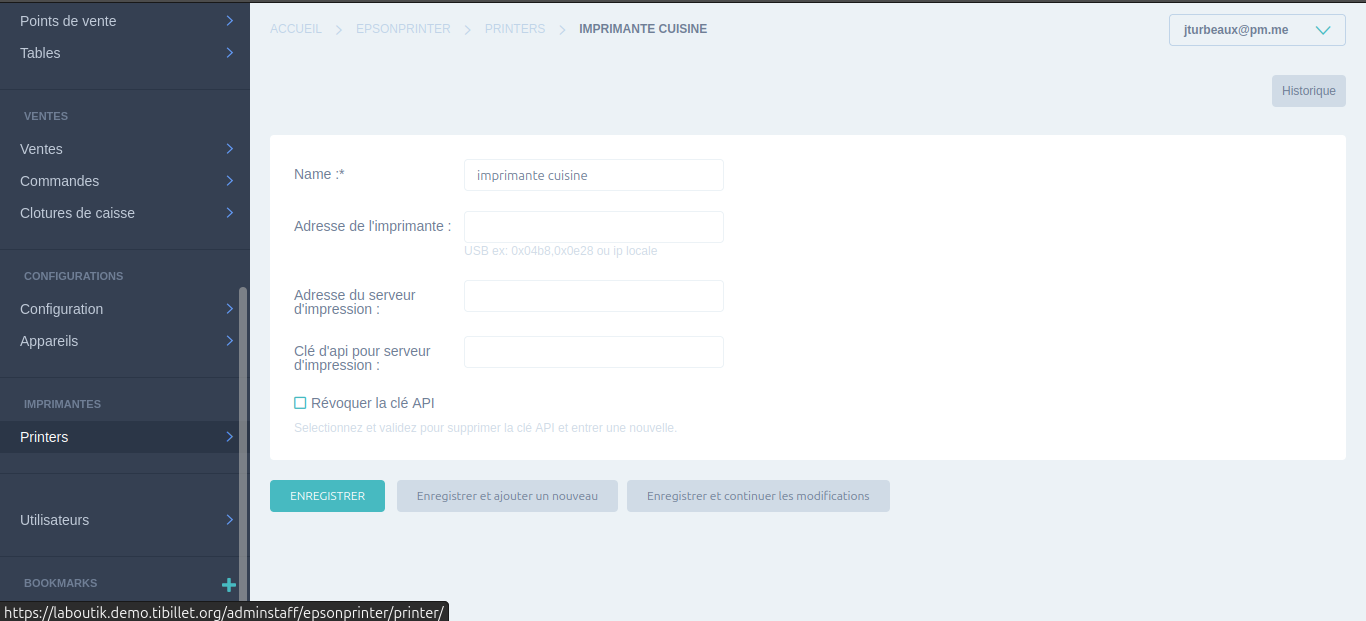 Points de vente
Tables
VENTES
Ventes
Commandes
Clotures de caisse
CONFIGURATIONS
Configuration
Appareils
IMPRIMANTES
Printers
Utilisateurs
BOOKMARKS
https://laboutik.demo.tibillet.org/adminstaff/epsonprinter/printer/
ACCUEIL EPSONPRINTER PRINTERS IMPRIMANTE CUISINE
jturbeaux@pm.me
Historique
Name :*
imprimante cuisine
Adresse de l'imprimante :
USB ex: 0x04b8,0x0e28 ou ip locale
Adresse du serveur
d'impression :
Clé d'api pour serveur
d'impression :
Révoquer la clé API
Selectionnez et validez pour supprimer la clé API et entrer une nouvelle.
ENREGISTRER
Enregistrer et ajouter un nouveau
Enregistrer et continuer les modifications